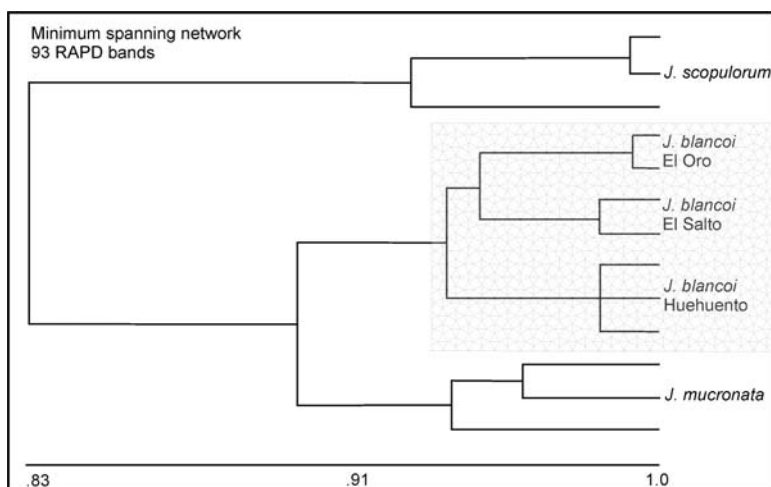 Minimum spanning network
93 RAPD bands
J. scopulorum
J. blancoi
El Oro
J. blancoi
El Salto
J. blancoi
Huehuento
J. mucronata
.83
.91
1.0